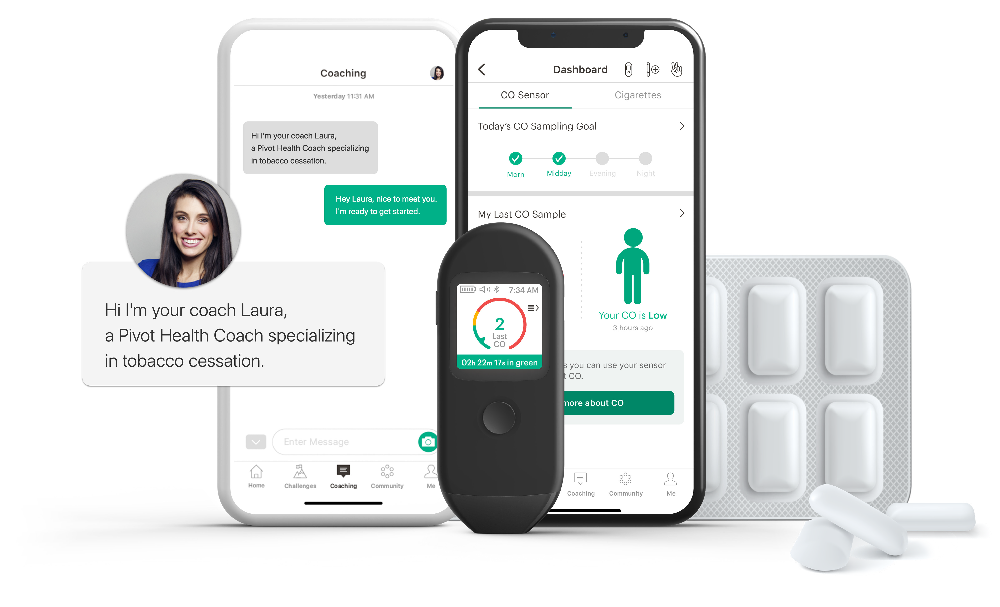 Coaching
Yesterday 11:31 AM
Hi I'm your coach Laura,
a Pivot Health Coach specializing
in tobacco cessation.
Hey Laura, nice to meet you.
I'm ready to get started.
Hi I'm your coach Laura,
a Pivot Health Coach specializing
in tobacco cessation.
Enter Message
Home
Challenges
Coaching
Community
Me
Dashboard
CO Sensor
Cigarettes
Today’s CO Sampling Goal
Morn
Midday
Evening
Night
My Last CO Sample
Your CO is Low
3 hours ago
you can use your sensor
CO.
more about CO
Coaching
Community
Me
7:34 AM
2
Last
CO
02h 22m 17s in green